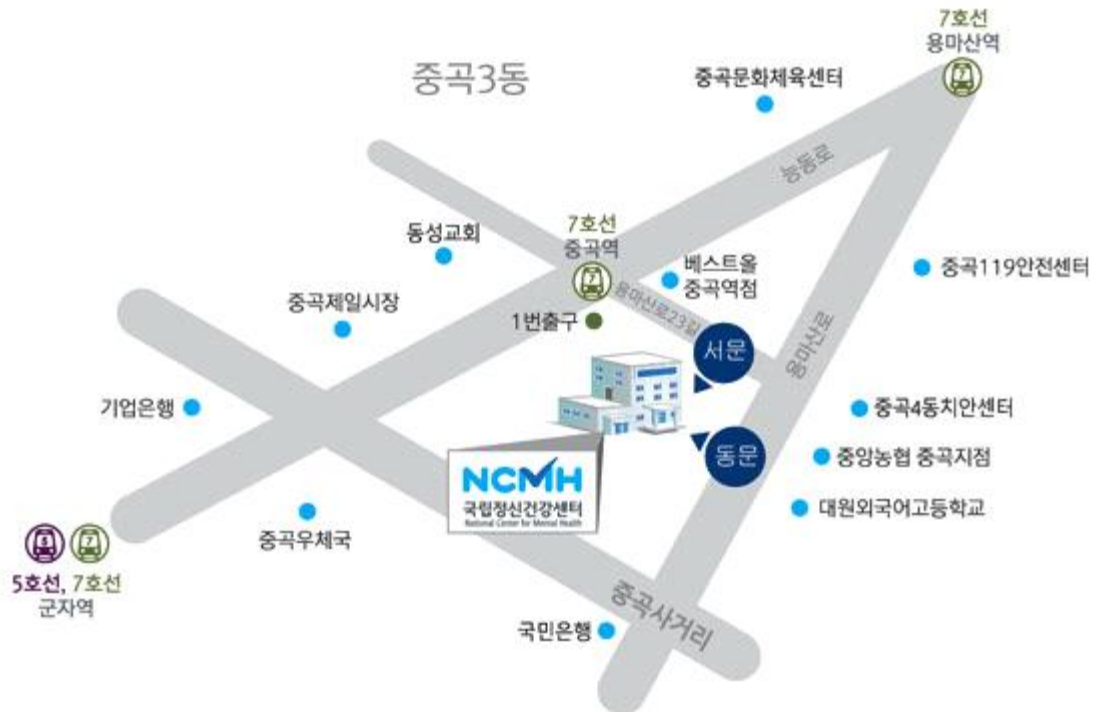 7호선
용마산역
중곡3동
중곡문화체육센터
능동로
7호선
중곡역
동성교회
베스트올
중곡역점
중곡119안전센터
중곡제일시장
1번출구
용마산로23길
용마산로
서문
기업은행
중곡4동치안센터
동문
중앙농협 중곡지점
NCMH
국립정신건강센터
National Center for Mental Health
대원외국어고등학교
중곡우체국
5호선, 7호선
군자역
중곡사거리
국민은행
7
7
5
7